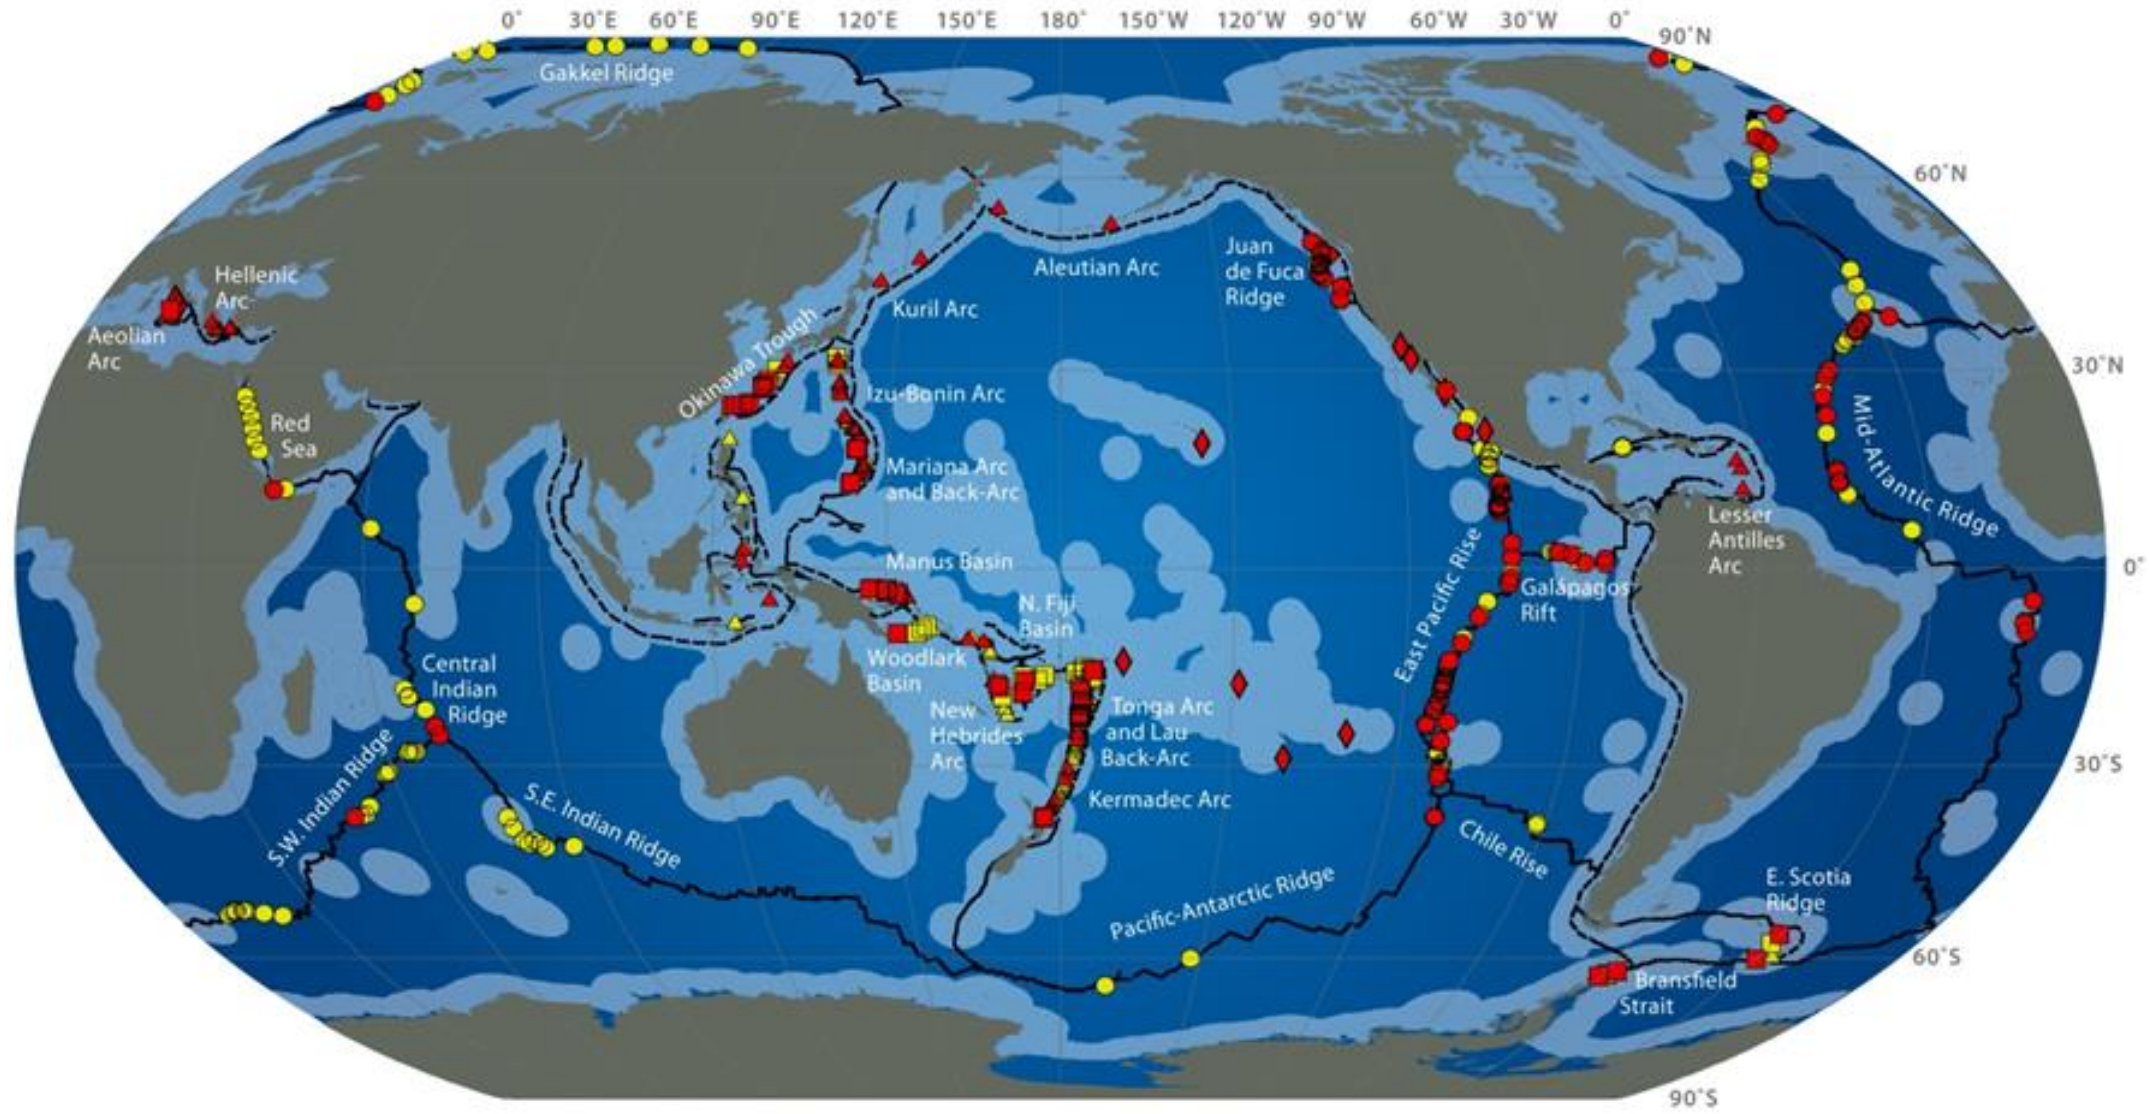 0° 30°E 60°E 90°E 120°E 150°E 180° 150°W 120°W 90°W 60°W 30°W 0°
90°N
Gakkel Ridge
60°N
Hellenic
Arc
Aeolian
Arc
Aleutian Arc
Juan
de Fuca
Ridge
Kuril Arc
Okinawa Trough
30°N
Izu-Bonin Arc
Red
Sea
Mid-Atlantic Ridge
Mariana Arc
and Back-Arc
Lesser
Antilles
Arc
Manus Basin
0°
East Pacific Rise
Galápagos
Rift
N. Fiji
Basin
Woodlark
Basin
Central
Indian
Ridge
New
Hebrides
Arc
Tonga Arc
and Lau
Back-Arc
30°S
S.W. Indian Ridge
S.E. Indian Ridge
Kermadec Arc
Chile Rise
Pacific-Antarctic Ridge
E. Scotia
Ridge
60°S
Bransfield
Strait
90°S